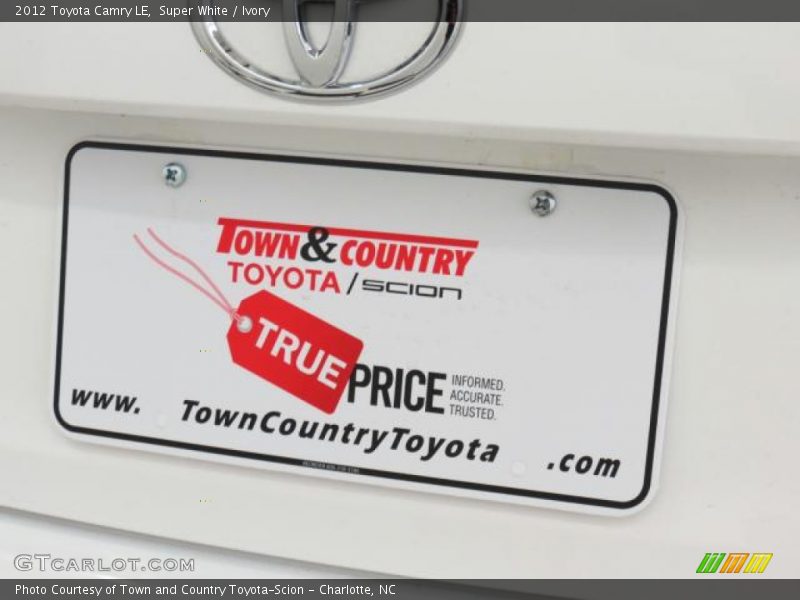 2012 Toyota Camry LE, Super White / Ivory
TOWN & COUNTRY
TOYOTA / SCION
TRUE PRICE
INFORMED.
ACCURATE.
TRUSTED.
www. TownCountryToyota .com
GTCARLOT.COM
Photo Courtesy of Town and Country Toyota-Scion - Charlotte, NC